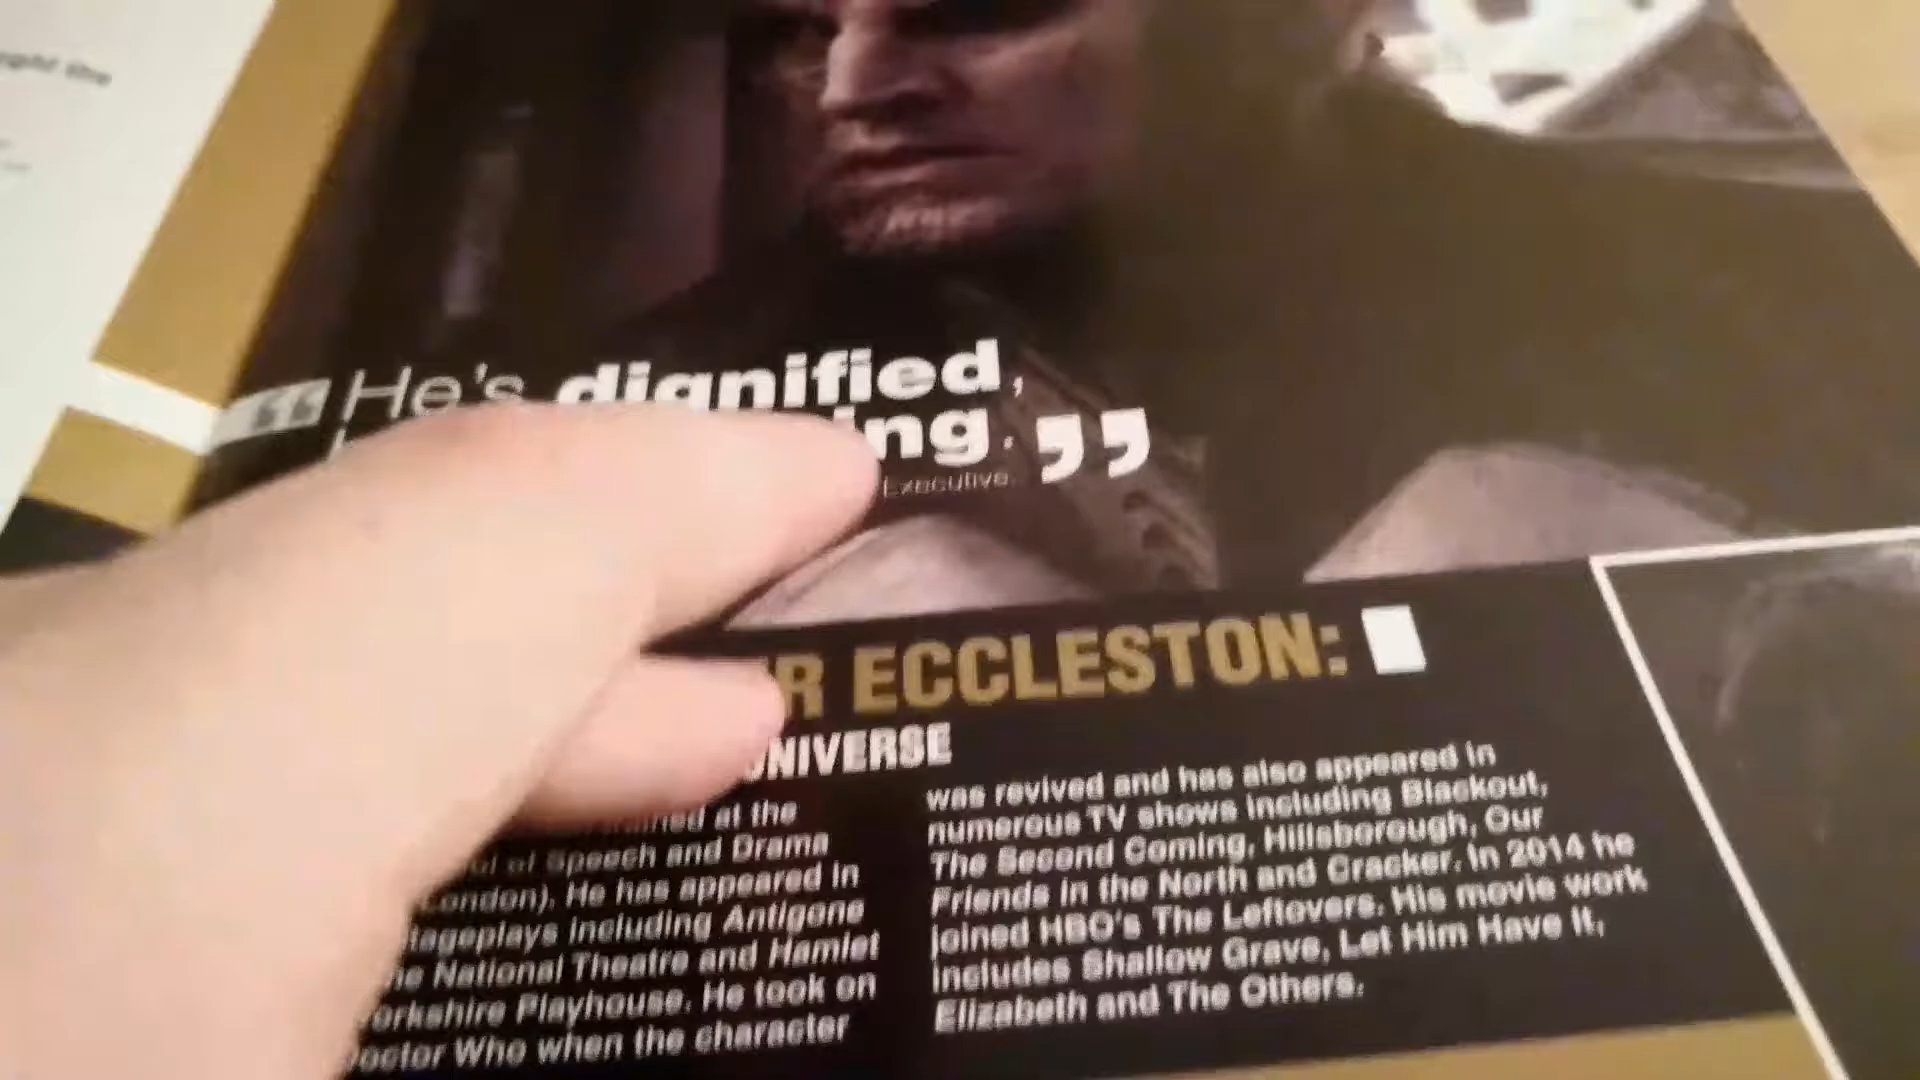 He's dignified,
ing.
Executive.
R ECCLESTON:
UNIVERSE
at the
of Speech and Drama
London). He has appeared in
tageplays including Antigone
he National Theatre and Hamlet
orkshire Playhouse. He took on
Doctor Who when the character
was revived and has also appeared in
numerous TV shows including Blackout,
The Second Coming, Hillsborough, Our
Friends in the North and Cracker. In 2014 he
joined HBO's The Leftovers. His movie work
includes Shallow Grave, Let Him Have It,
Elizabeth and The Others.